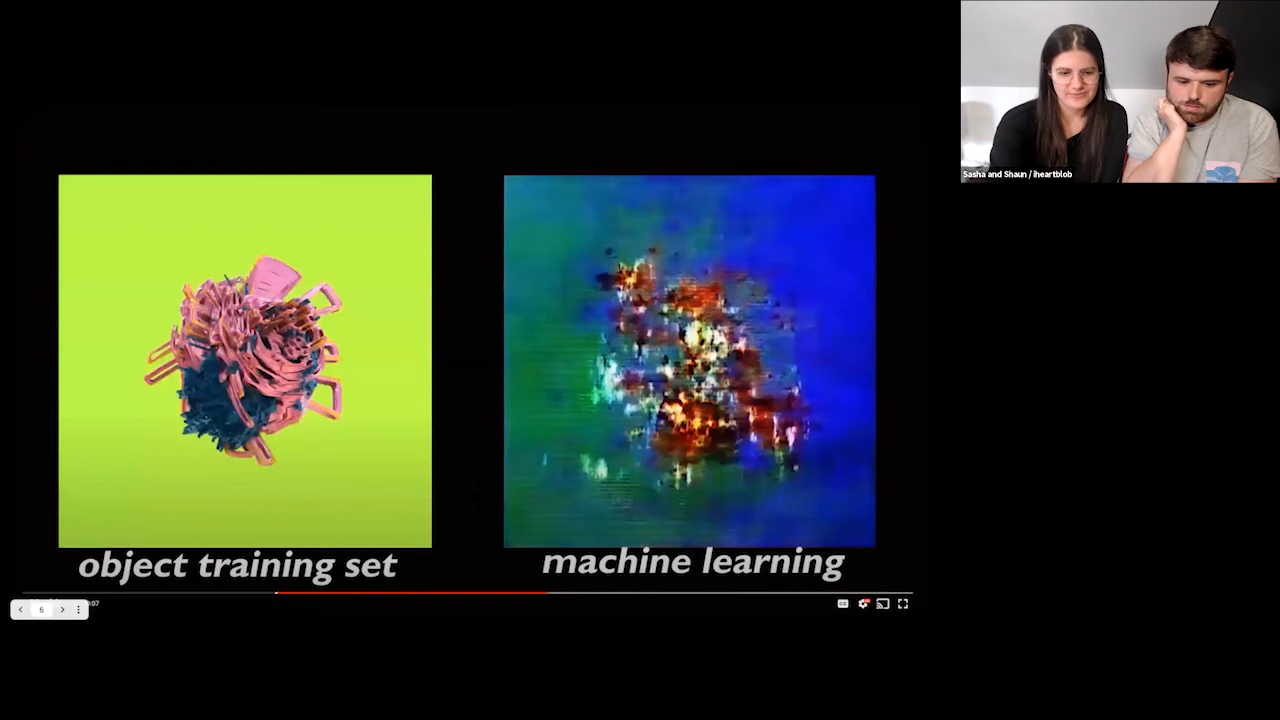 Sasha and Shaun / iheartblob
object training set
machine learning
6